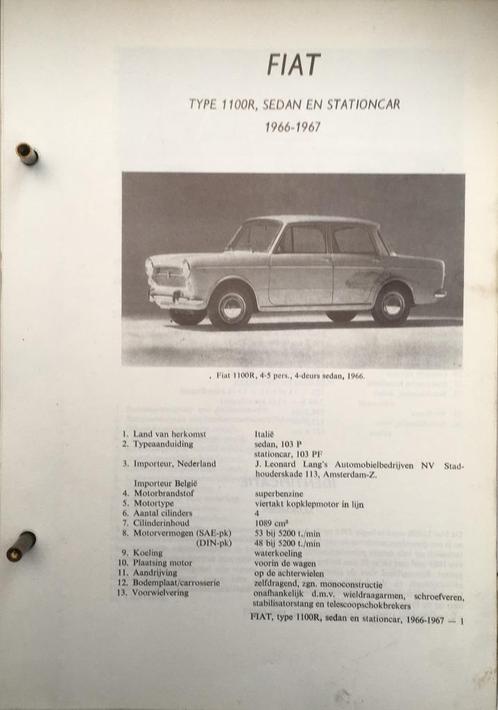 FIAT
TYPE 1100R, SEDAN EN STATIONCAR
1966-1967
Fiat 1100R, 4-5 pers., 4-deurs sedan, 1966.
1. Land van herkomst Italië
2. Typeaanduiding sedan, 103 P
stationcar, 103 PF
3. Importeur, Nederland J. Leonard Lang's Automobielbedrijven NV Stad-
houderskade 113, Amsterdam-Z.
Importeur België
4. Motorbrandstof superbenzine
5. Motortype viertakt kopklepmotor in lijn
6. Aantal cilinders 4
7. Cilinderinhoud 1089 cm³
8. Motorvermogen (SAE-pk) 53 bij 5200 t./min
(DIN-pk) 48 bij 5200 t./min
9. Koeling waterkoeling
10. Plaatsing motor voorin de wagen
11. Aandrijving op de achterwielen
12. Bodemplaat/carrosserie zelfdragend, zgn. monoconstructie
13. Voorwielvering onafhankelijk d.m.v. wieldraagarmen, schroefveren,
stabilisatorstang en telescoopschokbrekers
FIAT, type 1100R, sedan en stationcar, 1966-1967 — 1